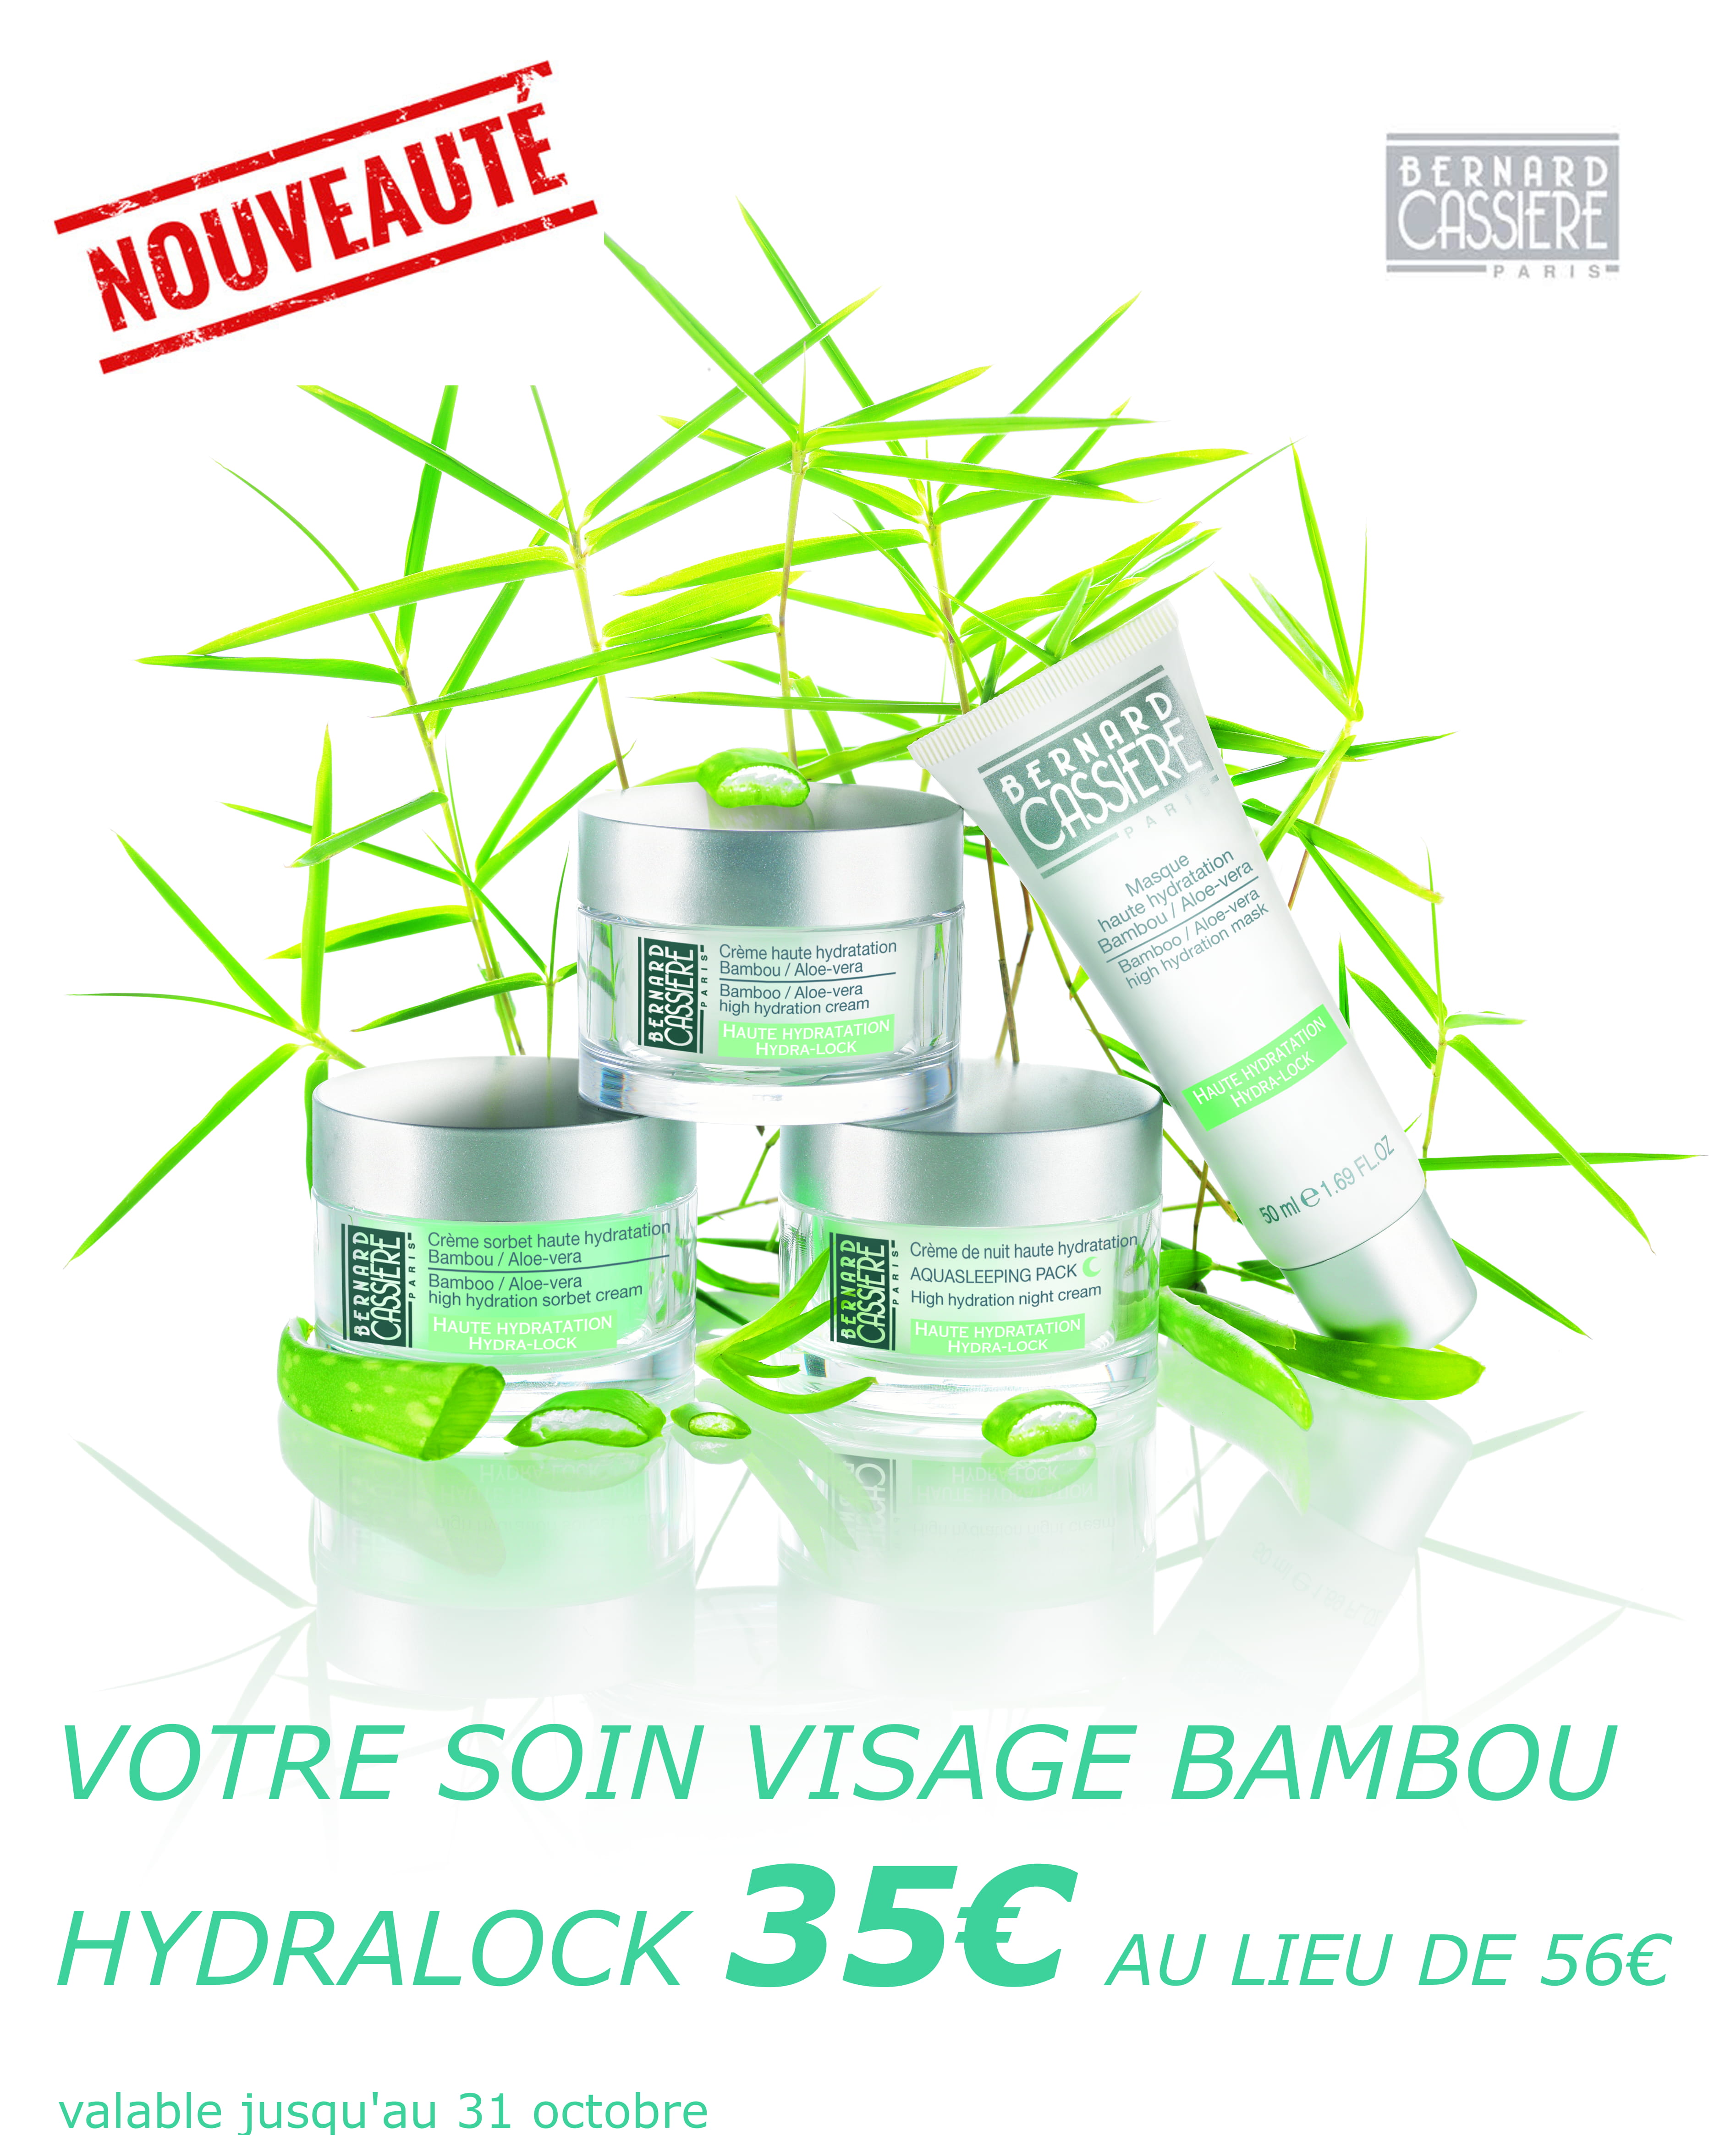 NOUVEAUTÉ
BERNARD
CASSIERE
PARIS
BERNARD
CASSIERE
PARIS
Masque
haute hydratation
Bambou / Aloe-vera
Bamboo / Aloe-vera
high hydration mask
HAUTE HYDRATATION
HYDRA-LOCK
50 ml e 1.69 FL.OZ
BERNARD
CASSIERE
PARIS
Crème haute hydratation
Bambou / Aloe-vera
Bamboo / Aloe-vera
high hydration cream
HAUTE HYDRATATION
HYDRA-LOCK
BERNARD
CASSIERE
PARIS
Crème sorbet haute hydratation
Bambou / Aloe-vera
Bamboo / Aloe-vera
high hydration sorbet cream
HAUTE HYDRATATION
HYDRA-LOCK
BERNARD
CASSIERE
PARIS
Crème de nuit haute hydratation
AQUASLEEPING PACK
High hydration night cream
HAUTE HYDRATATION
HYDRA-LOCK
VOTRE SOIN VISAGE BAMBOU
HYDRALOCK 35€ AU LIEU DE 56€
valable jusqu'au 31 octobre